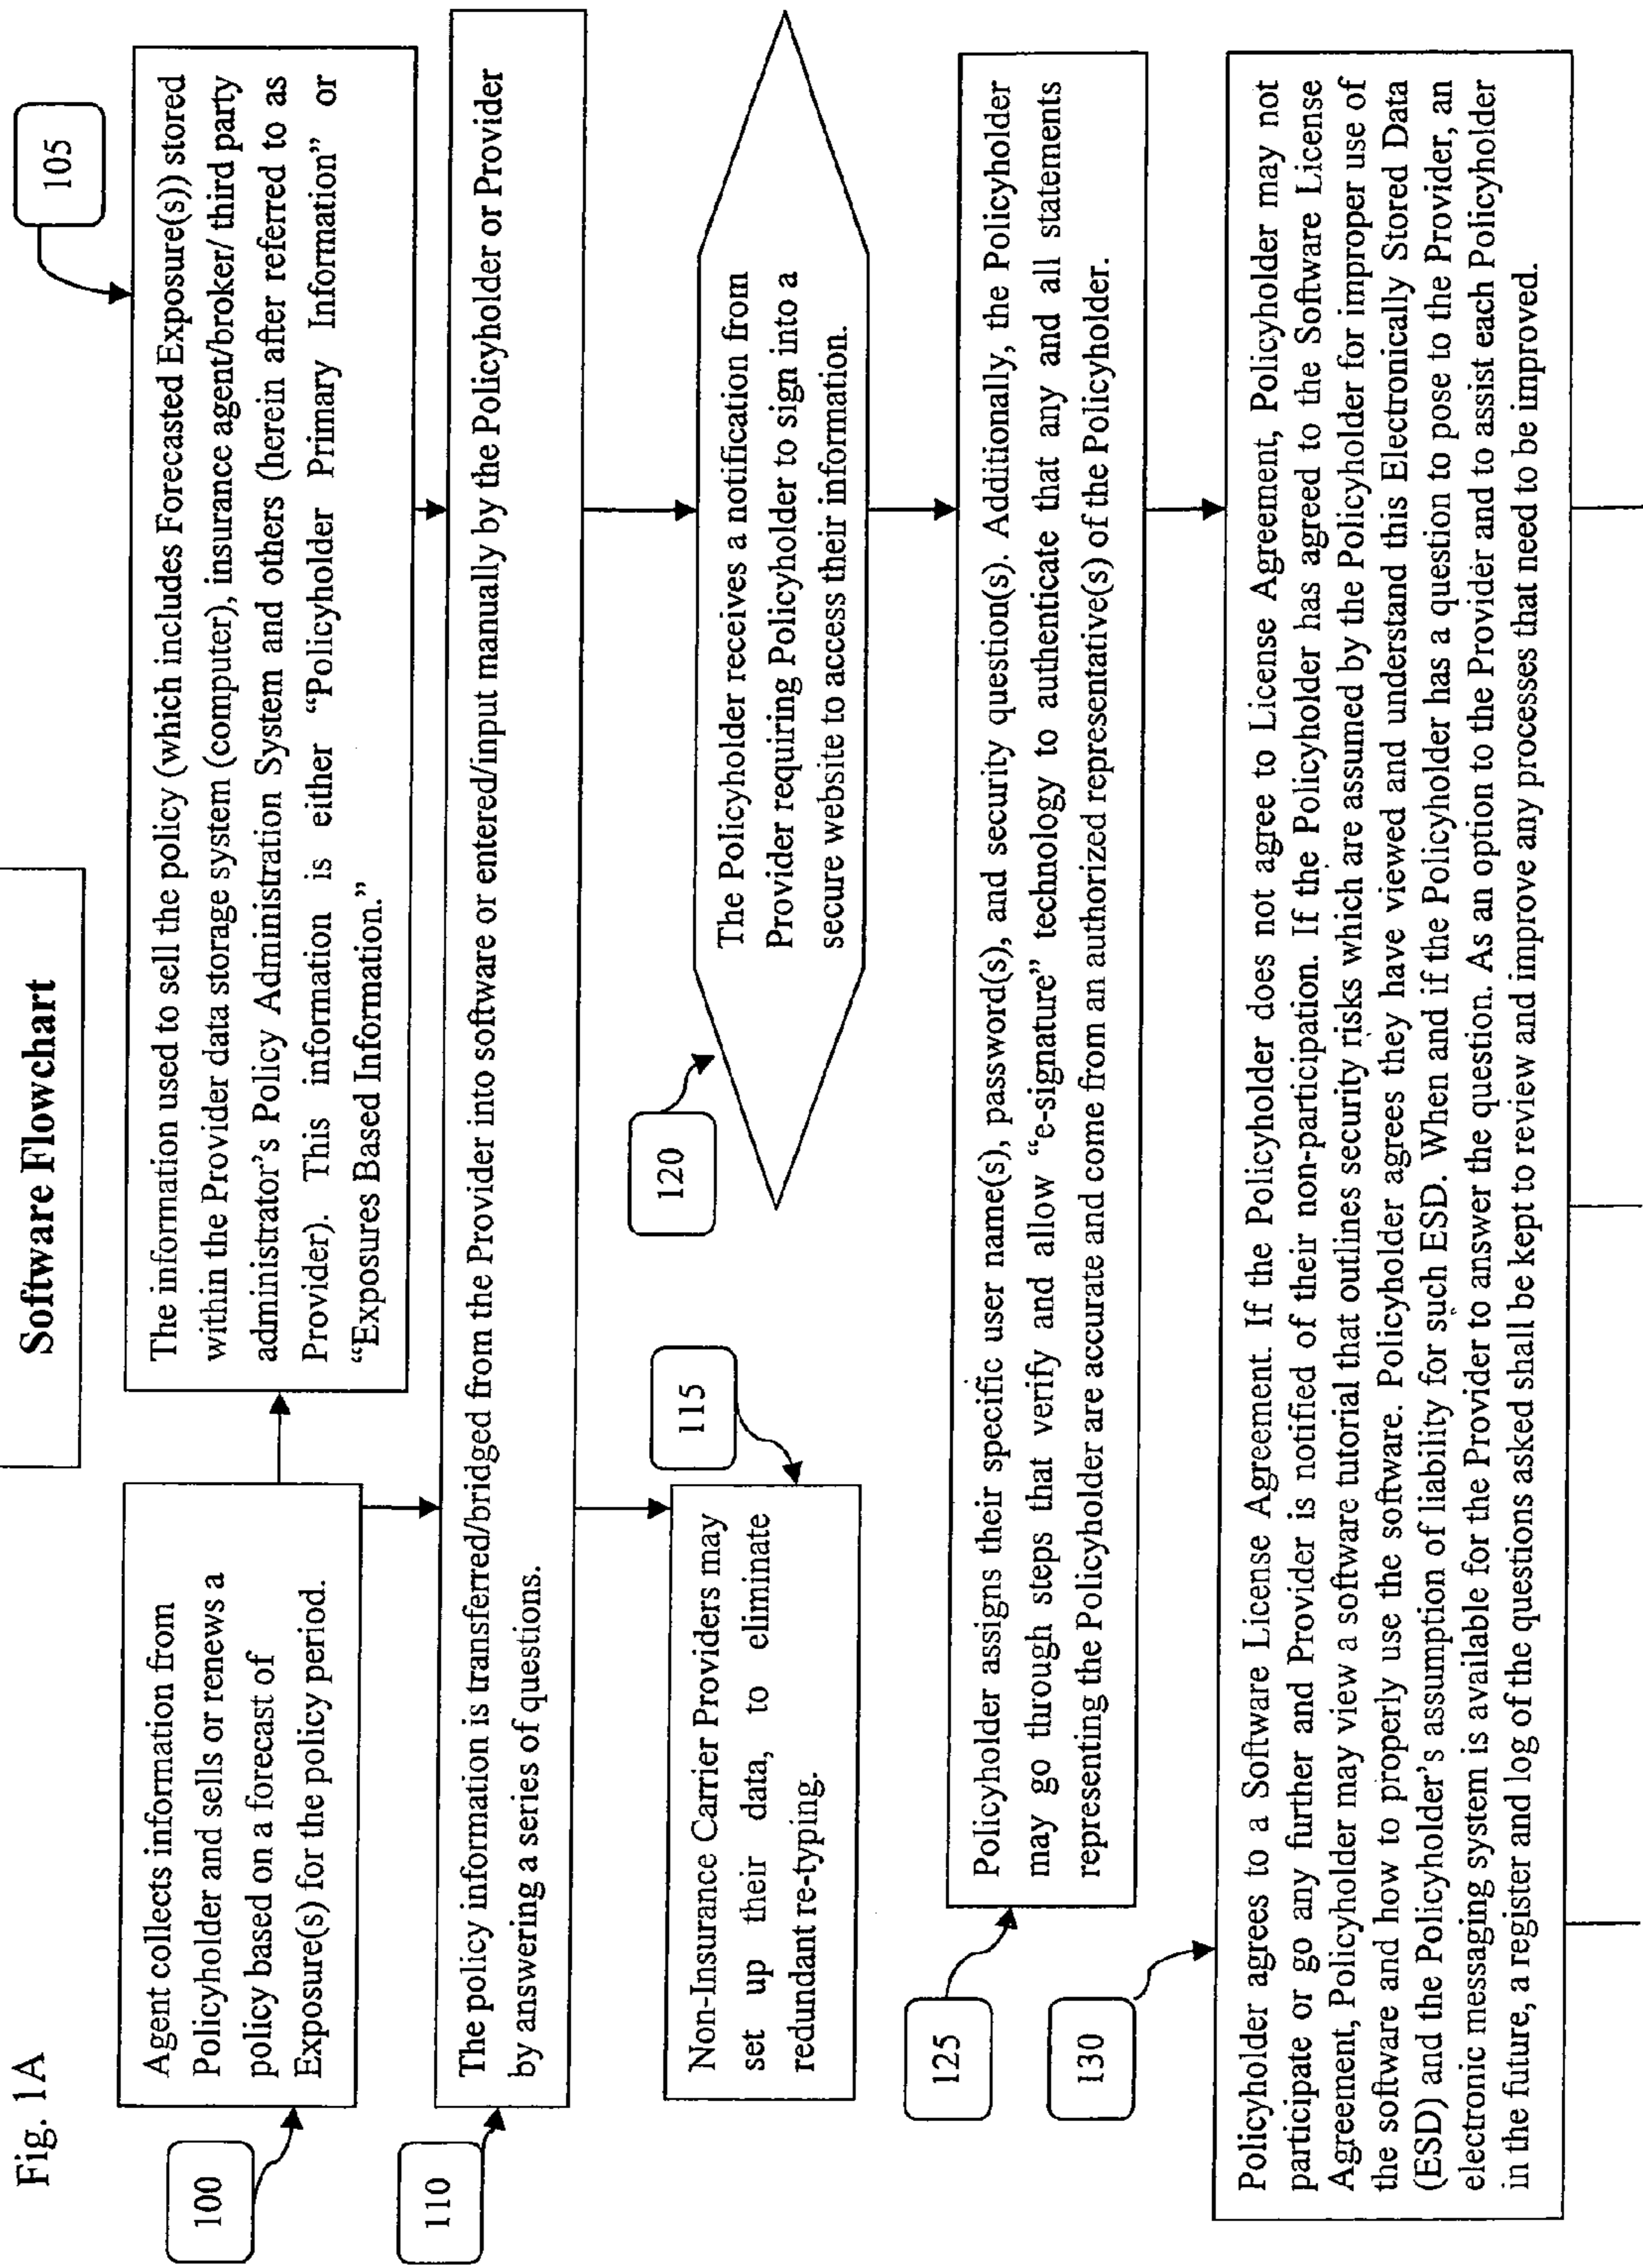 Fig. 1A
Software Flowchart
100
Agent collects information from
Policyholder and sells or renews a
policy based on a forecast of
Exposure(s) for the policy period.
105
The information used to sell the policy (which includes Forecasted Exposure(s)) stored
within the Provider data storage system (computer), insurance agent/broker/ third party
administrator's Policy Administration System and others (herein after referred to as
Provider). This information is either “Policyholder Primary Information” or
“Exposures Based Information.”
110
The policy information is transferred/bridged from the Provider into software or entered/input manually by the Policyholder or Provider
by answering a series of questions.
115
Non-Insurance Carrier Providers may
set up their data, to eliminate
redundant re-typing.
120
The Policyholder receives a notification from
Provider requiring Policyholder to sign into a
secure website to access their information.
125
Policyholder assigns their specific user name(s), password(s), and security question(s). Additionally, the Policyholder
may go through steps that verify and allow “e-signature” technology to authenticate that any and all statements
representing the Policyholder are accurate and come from an authorized representative(s) of the Policyholder.
130
Policyholder agrees to a Software License Agreement. If the Policyholder does not agree to License Agreement, Policyholder may not
participate or go any further and Provider is notified of their non-participation. If the Policyholder has agreed to the Software License
Agreement, Policyholder may view a software tutorial that outlines security risks which are assumed by the Policyholder for improper use of
the software and how to properly use the software. Policyholder agrees they have viewed and understand this Electronically Stored Data
(ESD) and the Policyholder's assumption of liability for such ESD. When and if the Policyholder has a question to pose to the Provider, an
electronic messaging system is available for the Provider to answer the question. As an option to the Provider and to assist each Policyholder
in the future, a register and log of the questions asked shall be kept to review and improve any processes that need to be improved.